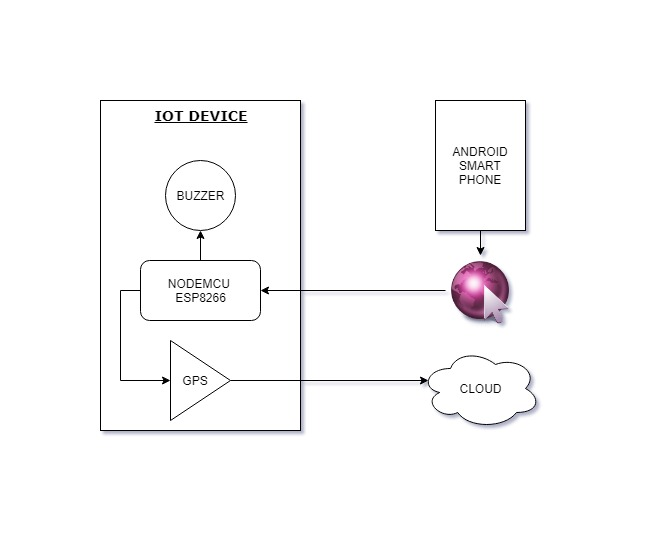 IOT DEVICE
ANDROID
SMART
PHONE
BUZZER
NODEMCU
ESP8266
GPS
CLOUD